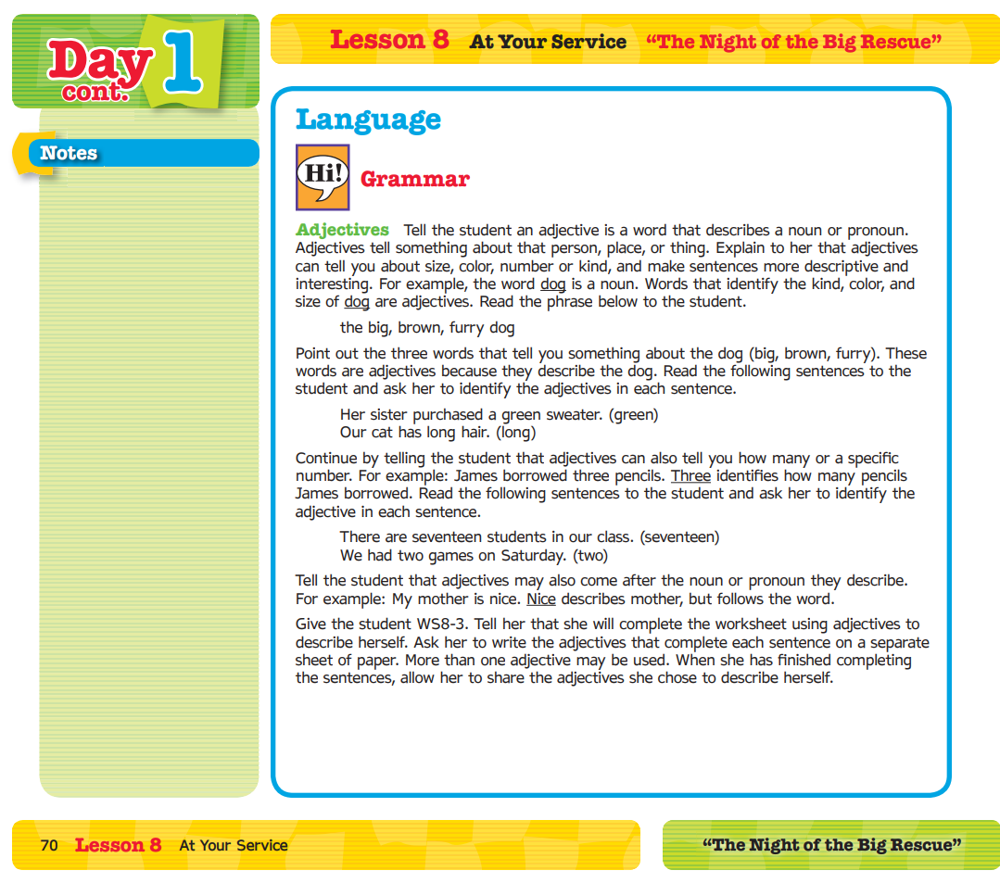 Day 1
cont.
Lesson 8 At Your Service “The Night of the Big Rescue”
Notes
Language
Hi!
Grammar
Adjectives Tell the student an adjective is a word that describes a noun or pronoun.
Adjectives tell something about that person, place, or thing. Explain to her that adjectives
can tell you about size, color, number or kind, and make sentences more descriptive and
interesting. For example, the word dog is a noun. Words that identify the kind, color, and
size of dog are adjectives. Read the phrase below to the student.
the big, brown, furry dog
Point out the three words that tell you something about the dog (big, brown, furry). These
words are adjectives because they describe the dog. Read the following sentences to the
student and ask her to identify the adjectives in each sentence.
Her sister purchased a green sweater. (green)
Our cat has long hair. (long)
Continue by telling the student that adjectives can also tell you how many or a specific
number. For example: James borrowed three pencils. Three identifies how many pencils
James borrowed. Read the following sentences to the student and ask her to identify the
adjective in each sentence.
There are seventeen students in our class. (seventeen)
We had two games on Saturday. (two)
Tell the student that adjectives may also come after the noun or pronoun they describe.
For example: My mother is nice. Nice describes mother, but follows the word.
Give the student WS8-3. Tell her that she will complete the worksheet using adjectives to
describe herself. Ask her to write the adjectives that complete each sentence on a separate
sheet of paper. More than one adjective may be used. When she has finished completing
the sentences, allow her to share the adjectives she chose to describe herself.
70 Lesson 8 At Your Service
“The Night of the Big Rescue”